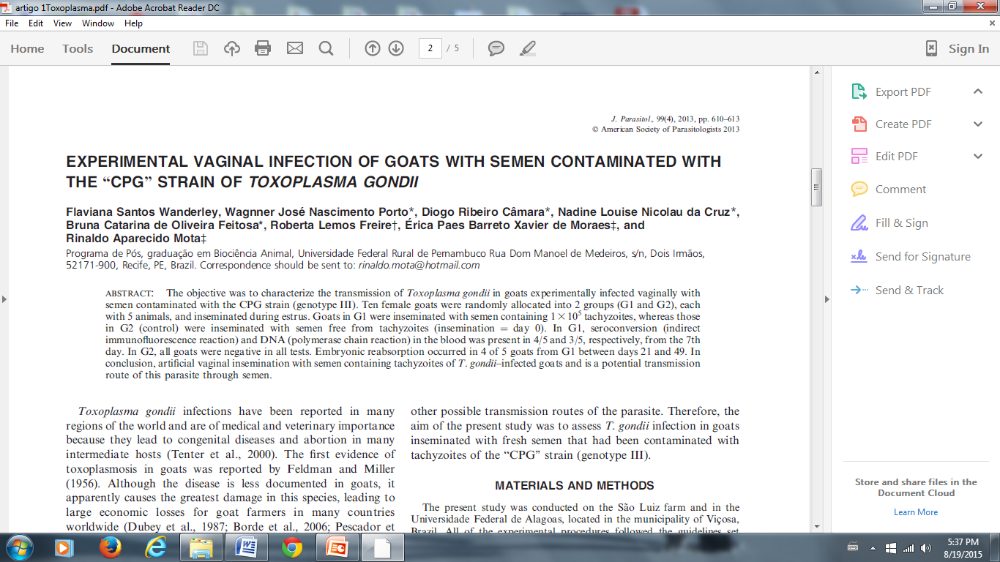 artigo 1Toxoplasma.pdf - Adobe Acrobat Reader DC
File Edit View Window Help
Home Tools Document 2 / 5 Sign In
J. Parasitol., 99(4), 2013, pp. 610–613
© American Society of Parasitologists 2013
EXPERIMENTAL VAGINAL INFECTION OF GOATS WITH SEMEN CONTAMINATED WITH
THE “CPG” STRAIN OF TOXOPLASMA GONDII
Flaviana Santos Wanderley, Wagnner José Nascimento Porto*, Diogo Ribeiro Câmara*, Nadine Louise Nicolau da Cruz*,
Bruna Catarina de Oliveira Feitosa*, Roberta Lemos Freire†, Érica Paes Barreto Xavier de Moraes‡, and
Rinaldo Aparecido Mota‡
Programa de Pós, graduação em Biociência Animal, Universidade Federal Rural de Pernambuco Rua Dom Manoel de Medeiros, s/n, Dois Irmãos,
52171-900, Recife, PE, Brazil. Correspondence should be sent to: rinaldo.mota@hotmail.com
ABSTRACT: The objective was to characterize the transmission of Toxoplasma gondii in goats experimentally infected vaginally with
semen contaminated with the CPG strain (genotype III). Ten female goats were randomly allocated into 2 groups (G1 and G2), each
with 5 animals, and inseminated during estrus. Goats in G1 were inseminated with semen containing 1 × 10⁵ tachyzoites, whereas those
in G2 (control) were inseminated with semen free from tachyzoites (insemination = day 0). In G1, seroconversion (indirect
immunofluorescence reaction) and DNA (polymerase chain reaction) in the blood was present in 4/5 and 3/5, respectively, from the 7th
day. In G2, all goats were negative in all tests. Embryonic reabsorption occurred in 4 of 5 goats from G1 between days 21 and 49. In
conclusion, artificial vaginal insemination with semen containing tachyzoites of T. gondii–infected goats and is a potential transmission
route of this parasite through semen.
Toxoplasma gondii infections have been reported in many
regions of the world and are of medical and veterinary importance
because they lead to congenital diseases and abortion in many
intermediate hosts (Tenter et al., 2000). The first evidence of
toxoplasmosis in goats was reported by Feldman and Miller
(1956). Although the disease is less documented in goats, it
apparently causes the greatest damage in this species, leading to
large economic losses for goat farmers in many countries
worldwide (Dubey et al., 1987; Borde et al., 2006; Pescador et
other possible transmission routes of the parasite. Therefore, the
aim of the present study was to assess T. gondii infection in goats
inseminated with fresh semen that had been contaminated with
tachyzoites of the “CPG” strain (genotype III).
MATERIALS AND METHODS
The present study was conducted on the São Luiz farm and in the
Universidade Federal de Alagoas, located in the municipality of Viçosa,
Brazil. All of the experimental procedures followed the guidelines set
Export PDF
Create PDF
Edit PDF
Comment
Fill & Sign
Send for Signature
Send & Track
Store and share files in the
Document Cloud
Learn More
5:37 PM
8/19/2015